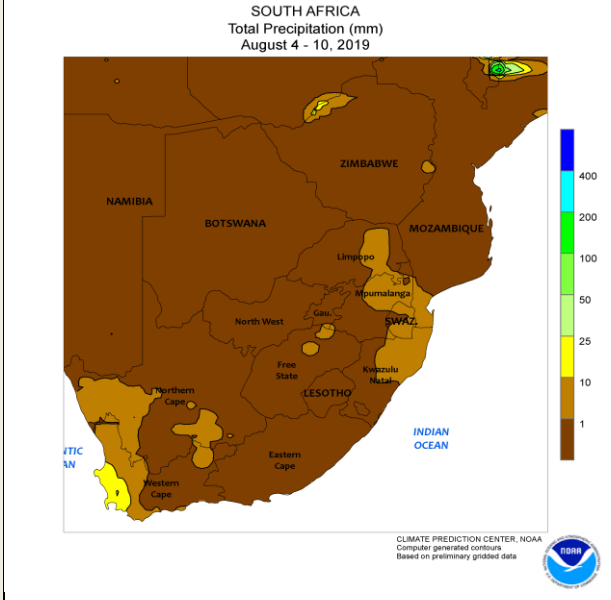 SOUTH AFRICA
Total Precipitation (mm)
August 4 - 10, 2019
ZIMBABWE
NAMIBIA
BOTSWANA
MOZAMBIQUE
Limpopo
Mpumalanga
North West
Gau.
SWAZ.
Free
State
Kwazulu
Natal
LESOTHO
Northern
Cape
Eastern
Cape
Western
Cape
NTIC
AN
INDIAN
OCEAN
400
200
100
50
25
10
1
CLIMATE PREDICTION CENTER, NOAA
Computer generated contours
Based on preliminary gridded data
NOAA